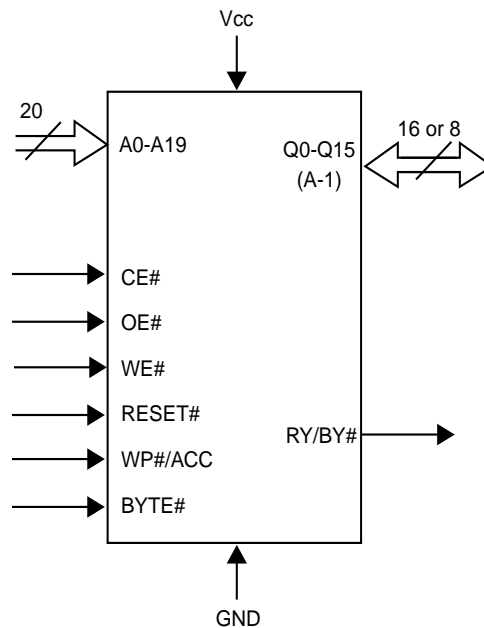 Vcc
20
16 or 8
A0-A19
Q0-Q15
(A-1)
CE#
OE#
WE#
RESET#
RY/BY#
WP#/ACC
BYTE#
GND